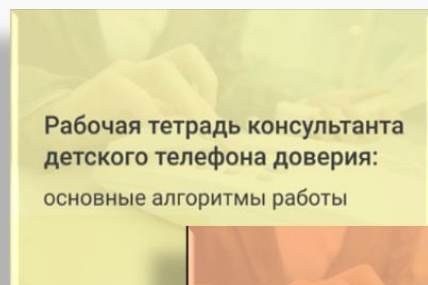 Рабочая тетрадь консультанта
детского телефона доверия:
основные алгоритмы работы